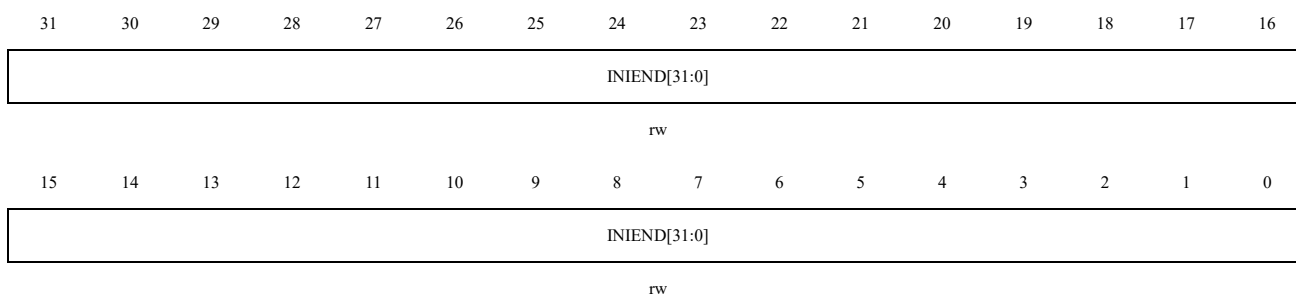 31 30 29 28 27 26 25 24 23 22 21 20 19 18 17 16
INIEND[31:0]
rw
15 14 13 12 11 10 9 8 7 6 5 4 3 2 1 0
INIEND[31:0]
rw